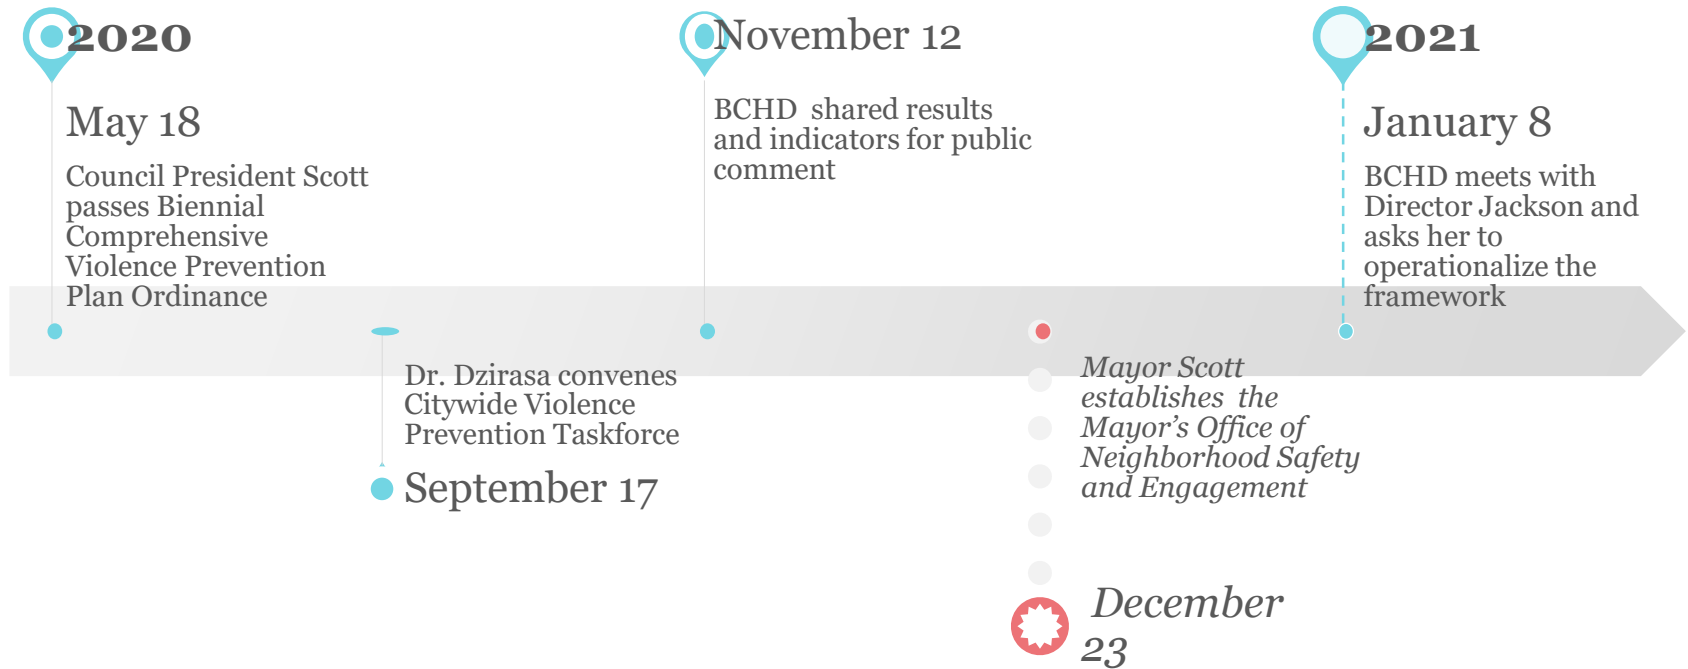 2020
May 18
Council President Scott
passes Biennial
Comprehensive
Violence Prevention
Plan Ordinance
Dr. Dzirasa convenes
Citywide Violence
Prevention Taskforce
September 17
November 12
BCHD  shared results
and indicators for public
comment
Mayor Scott
establishes  the
Mayor’s Office of
Neighborhood Safety
and Engagement
December
23
2021
January 8
BCHD meets with
Director Jackson and
asks her to
operationalize the
framework